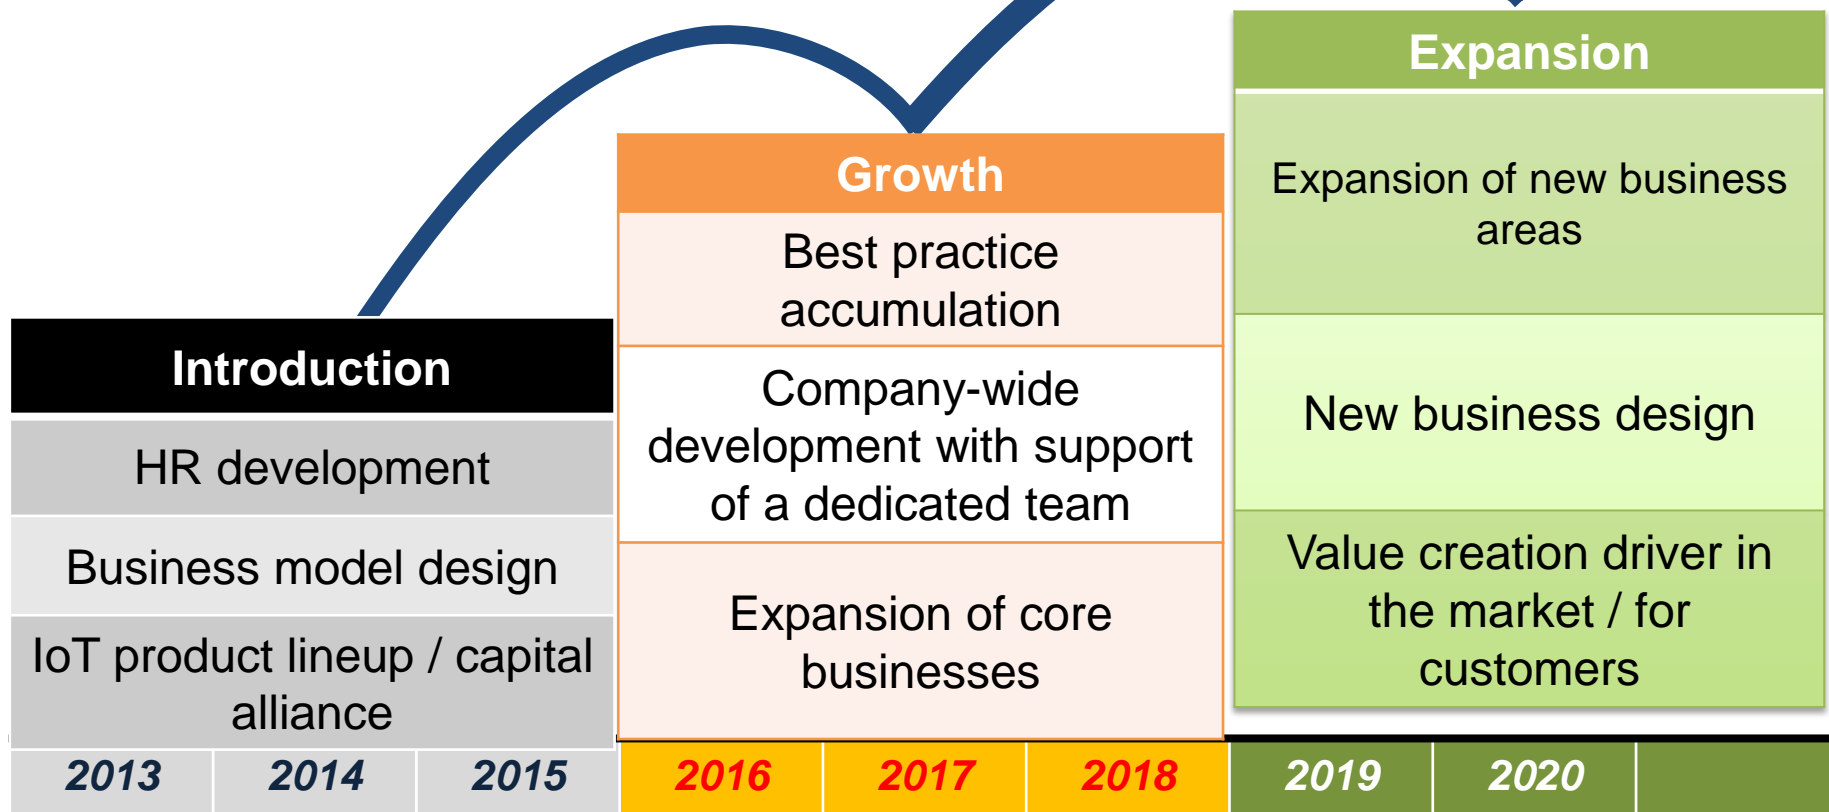 Introduction
HR development
Business model design
IoT product lineup / capital
alliance
Growth
Best practice
accumulation
Company-wide
development with support
of a dedicated team
Expansion of core
businesses
Expansion
Expansion of new business
areas
New business design
Value creation driver in
the market / for
customers
2013 2014 2015 2016 2017 2018 2019 2020